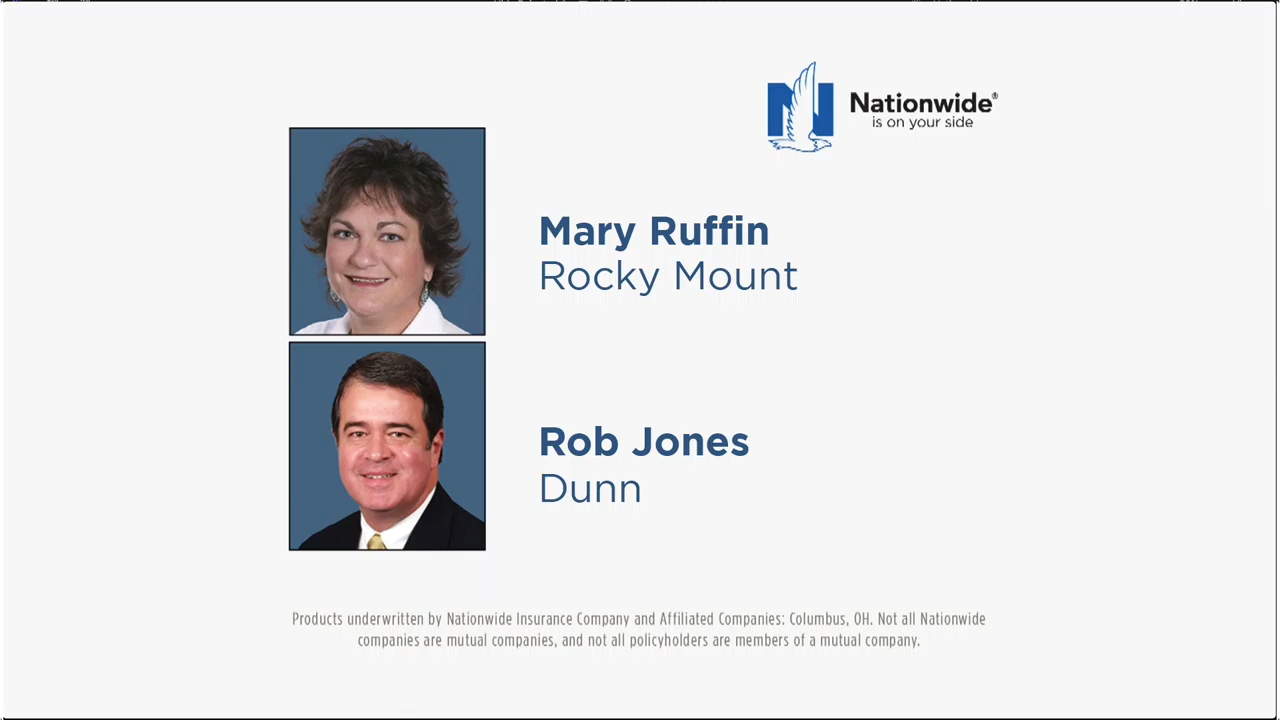 Nationwide®
is on your side
Mary Ruffin
Rocky Mount
Rob Jones
Dunn
Products underwritten by Nationwide Insurance Company and Affiliated Companies: Columbus, OH. Not all Nationwide
companies are mutual companies, and not all policyholders are members of a mutual company.